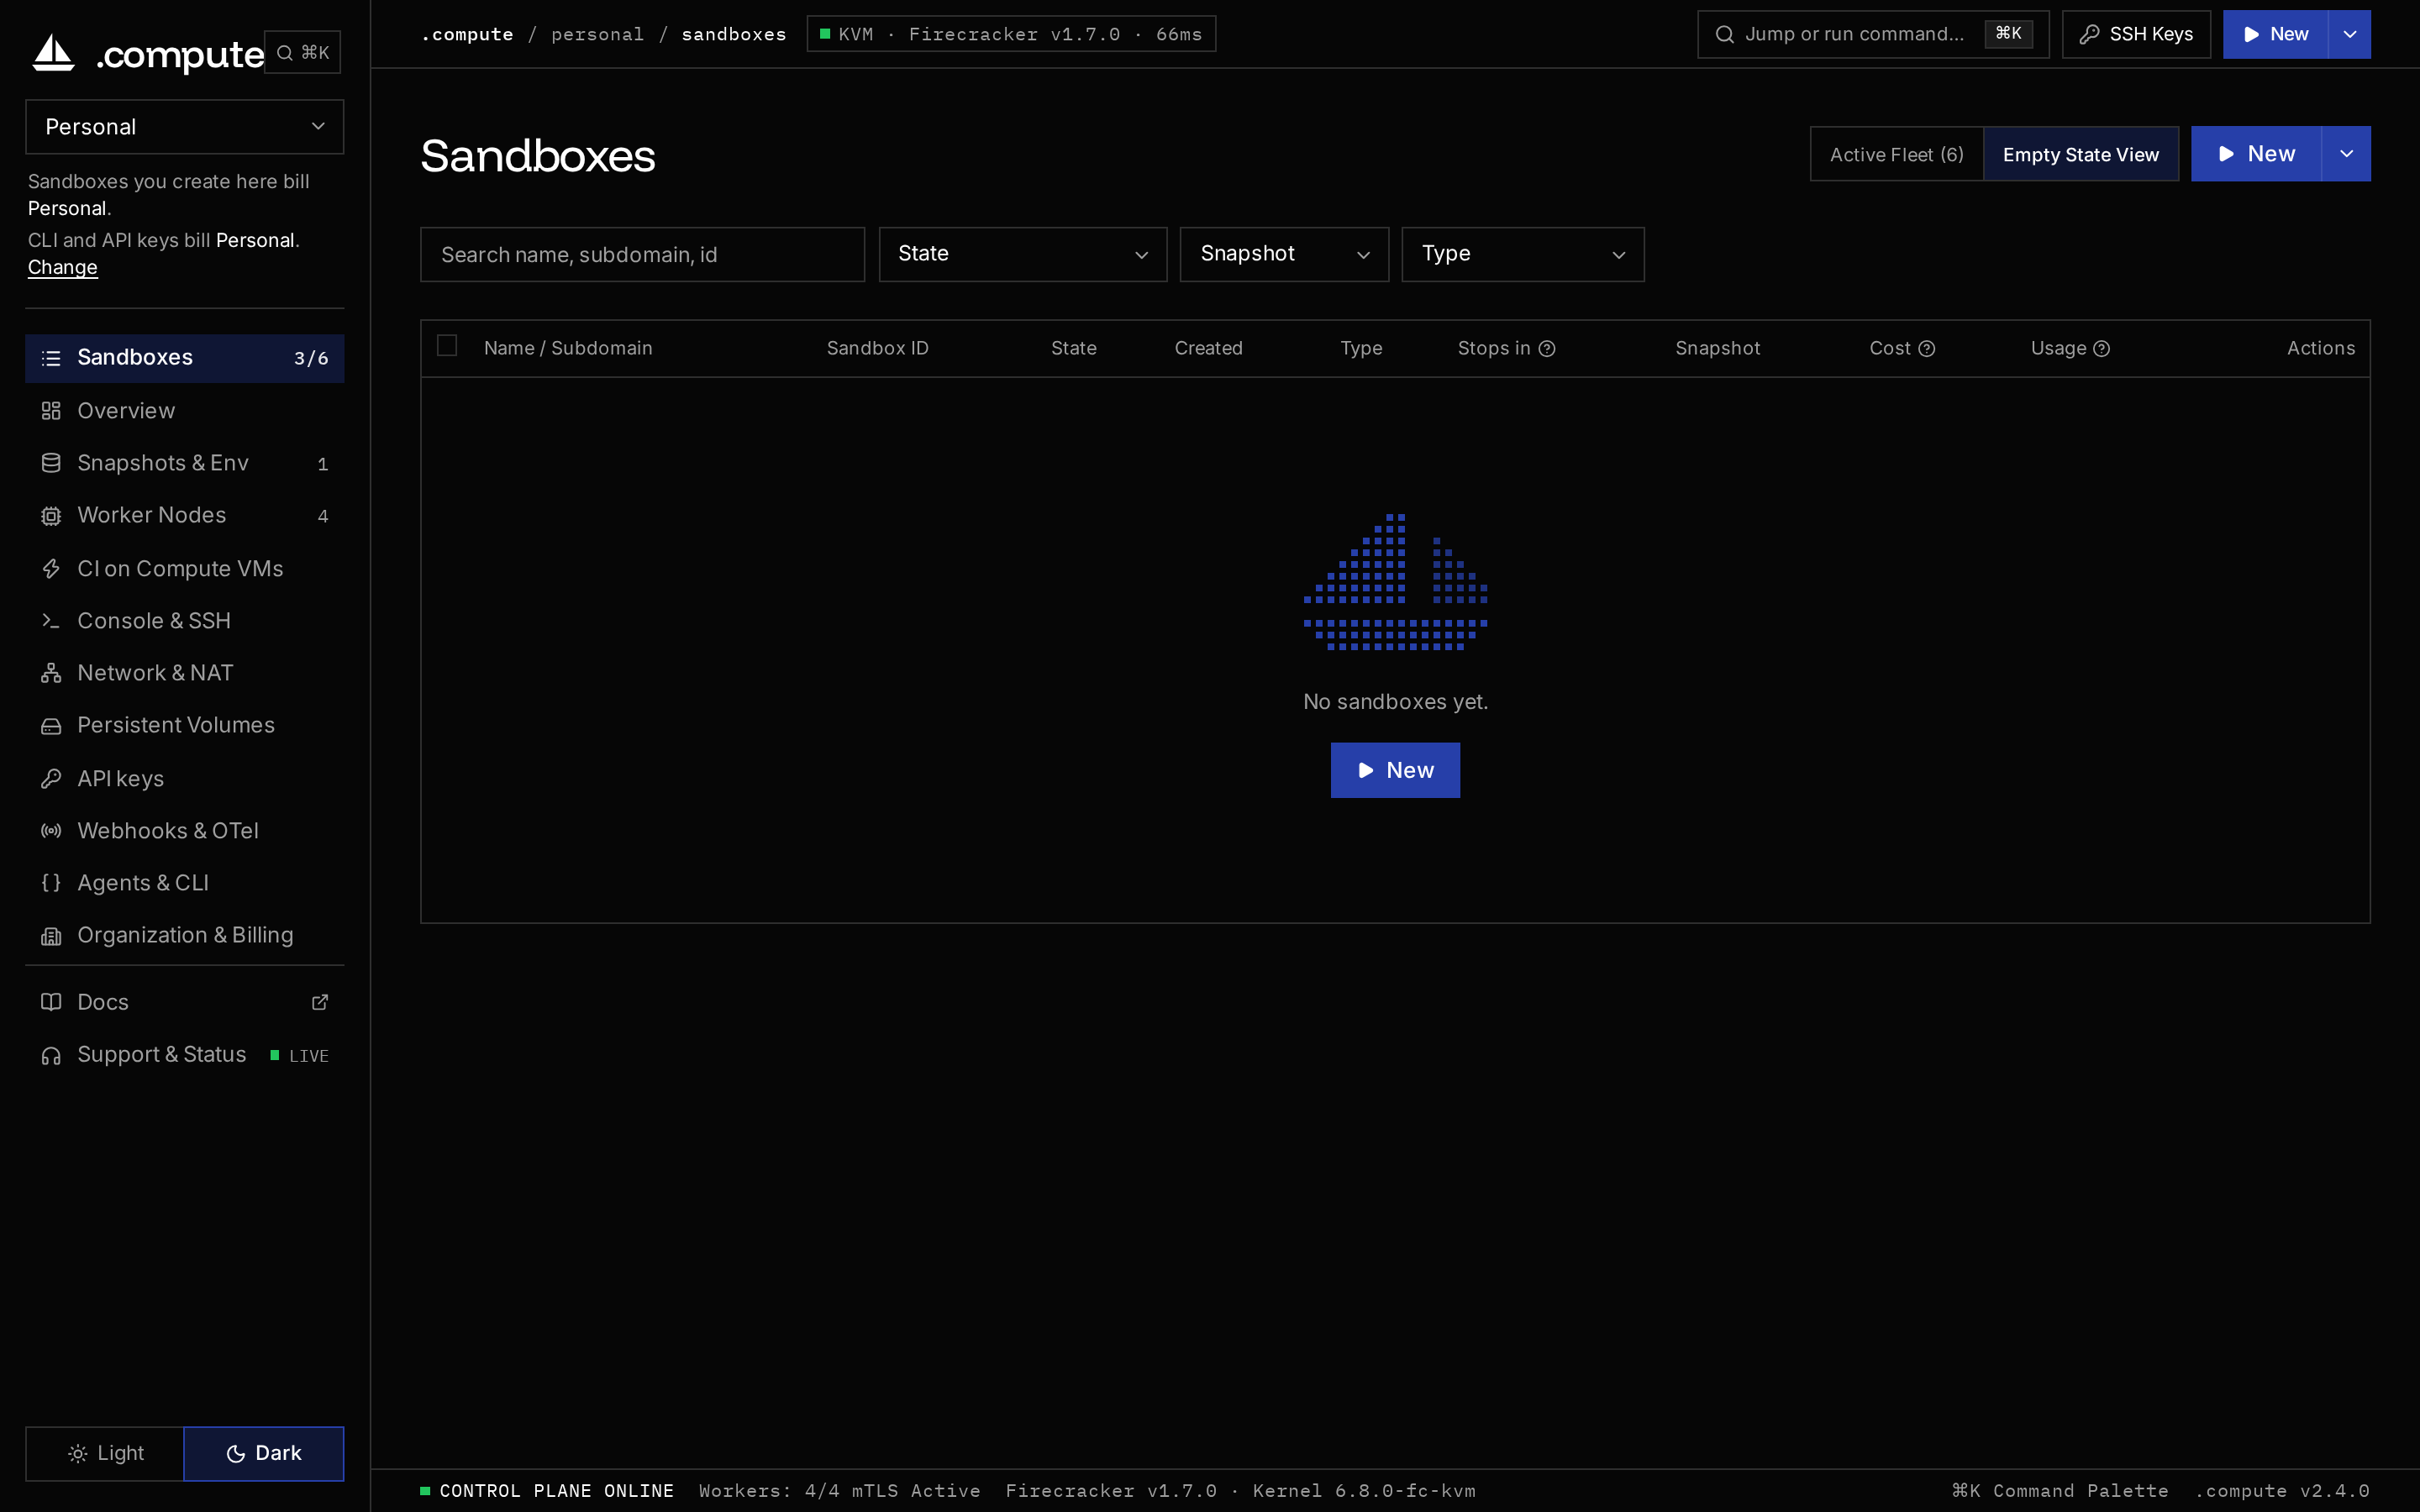 .compute
⌘K
Personal
Sandboxes you create here bill
Personal.
CLI and API keys bill Personal.
Change
Sandboxes 3/6
Overview
Snapshots & Env 1
Worker Nodes 4
CI on Compute VMs
Console & SSH
Network & NAT
Persistent Volumes
API keys
Webhooks & OTel
Agents & CLI
Organization & Billing
Docs
Support & Status LIVE
Light Dark
.compute / personal / sandboxes KVM · Firecracker v1.7.0 · 66ms
Jump or run command... ⌘K SSH Keys New
Sandboxes
Active Fleet (6) Empty State View New
Search name, subdomain, id State Snapshot Type
Name / Subdomain Sandbox ID State Created Type Stops in Snapshot Cost Usage Actions
No sandboxes yet.
New
CONTROL PLANE ONLINE Workers: 4/4 mTLS Active Firecracker v1.7.0 · Kernel 6.8.0-fc-kvm
⌘K Command Palette .compute v2.4.0